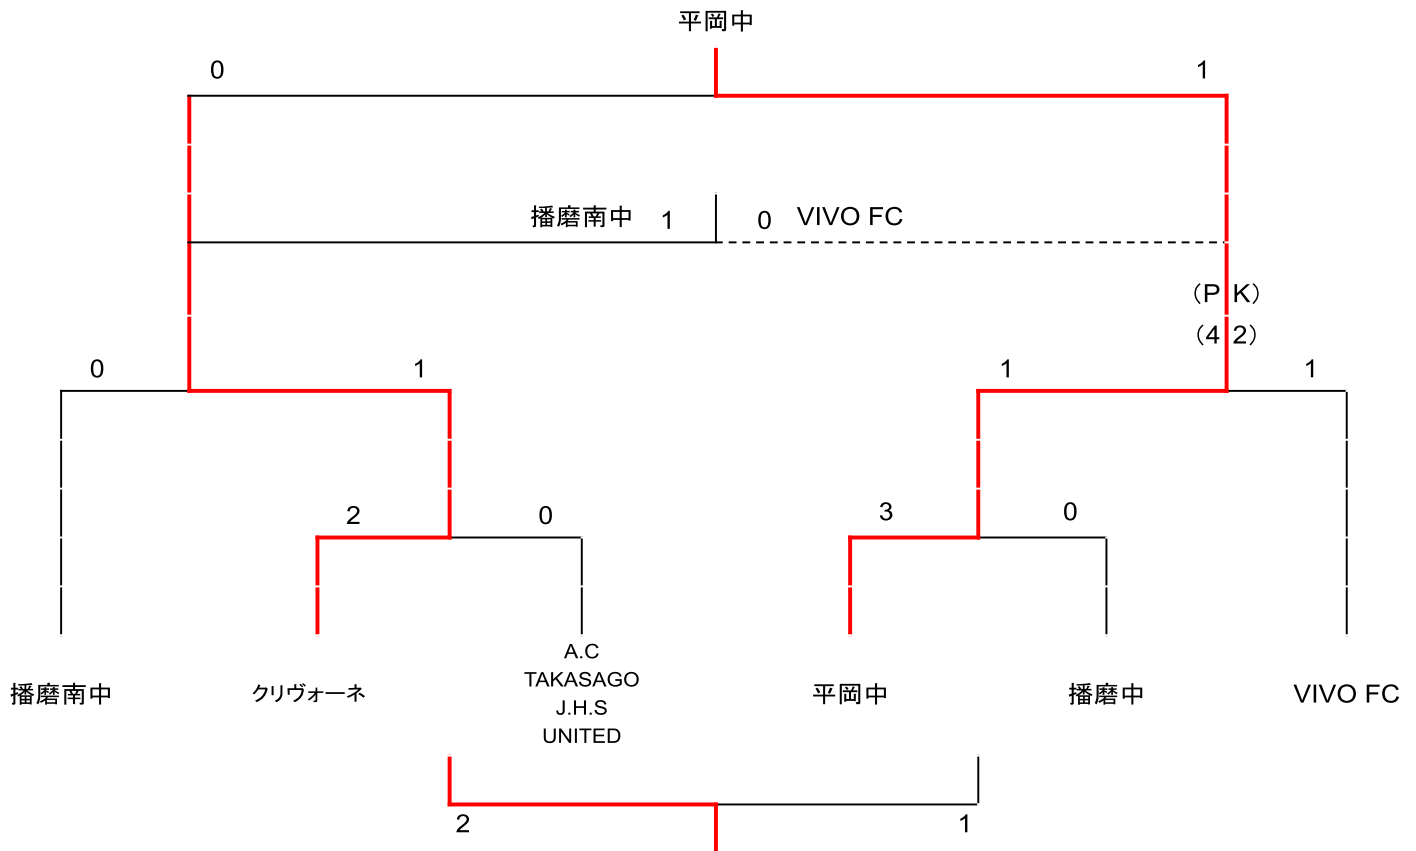 平岡中
0 1
播磨南中 1 0 VIVO FC
(P K)
(4 2)
0 1 1 1
2 0 3 0
播磨南中
クリヴォーネ
A.C
TAKASAGO
J.H.S
UNITED
平岡中
播磨中
VIVO FC
2 1